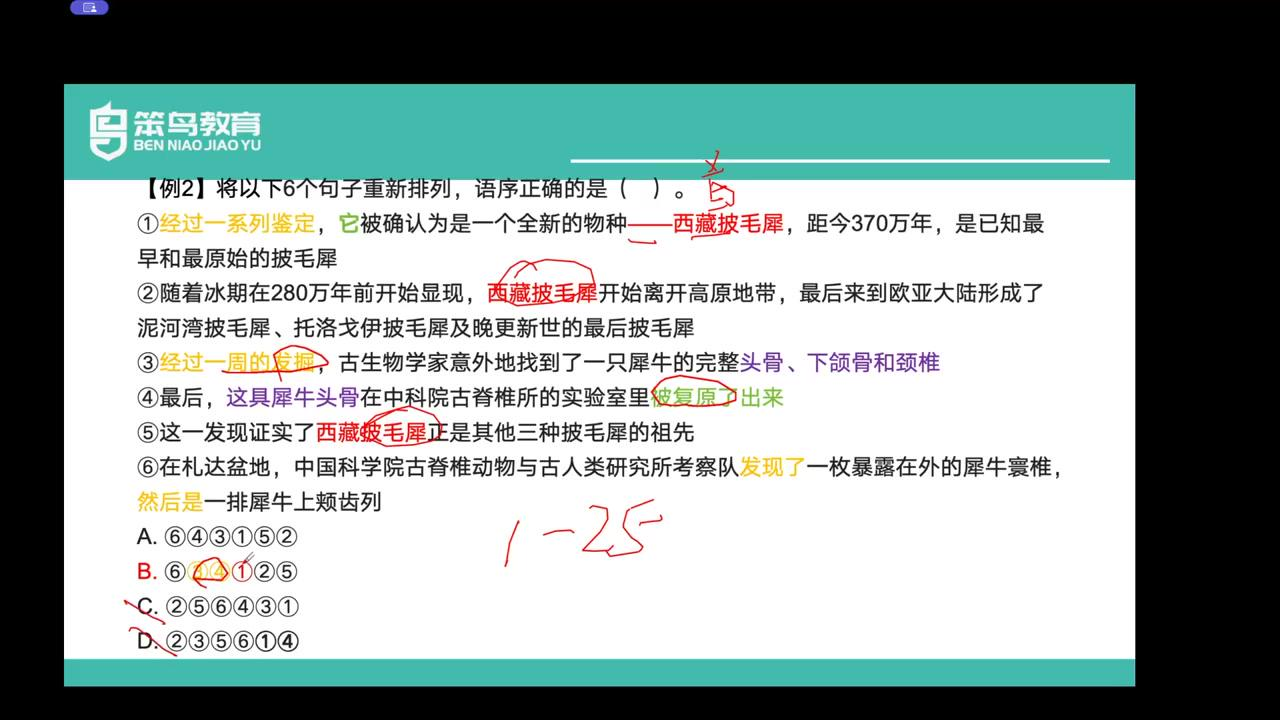 笨鸟教育
BEN NIAO JIAO YU
【例2】将以下6个句子重新排列，语序正确的是（ ）。
①经过一系列鉴定，它被确认为是一个全新的物种——西藏披毛犀，距今370万年，是已知最
早和最原始的披毛犀
②随着冰期在280万年前开始显现，西藏披毛犀开始离开高原地带，最后来到欧亚大陆形成了
泥河湾披毛犀、托洛戈伊披毛犀及晚更新世的最后披毛犀
③经过一周的发掘，古生物学家意外地找到了一只犀牛的完整头骨、下颌骨和颈椎
④最后，这具犀牛头骨在中科院古脊椎所的实验室里被复原了出来
⑤这一发现证实了西藏披毛犀正是其他三种披毛犀的祖先
⑥在札达盆地，中国科学院古脊椎动物与古人类研究所考察队发现了一枚暴露在外的犀牛寰椎，
然后是一排犀牛上颊齿列
1-25
A. ⑥④③①⑤②
B. ⑥③④①②⑤
C. ②⑤⑥④③①
D. ②③⑤⑥①④